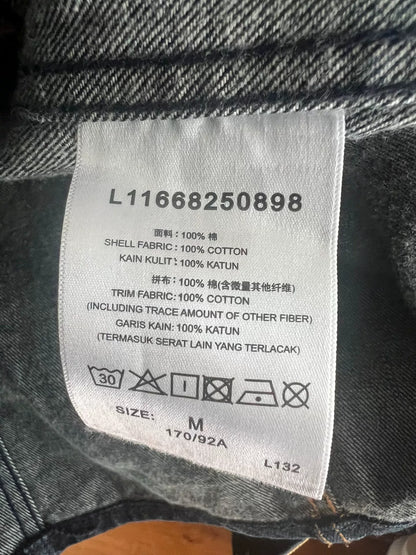 L11668250898
面料：100% 棉
SHELL FABRIC : 100% COTTON
KAIN KULIT : 100% KATUN
拼布：100% 棉(含微量其他纤维)
TRIM FABRIC: 100% COTTON
(INCLUDING TRACE AMOUNT OF OTHER FIBER)
GARIS KAIN: 100% KATUN
(TERMASUK SERAT LAIN YANG TERLACAK)
30
SIZE: M
170/92A
L132